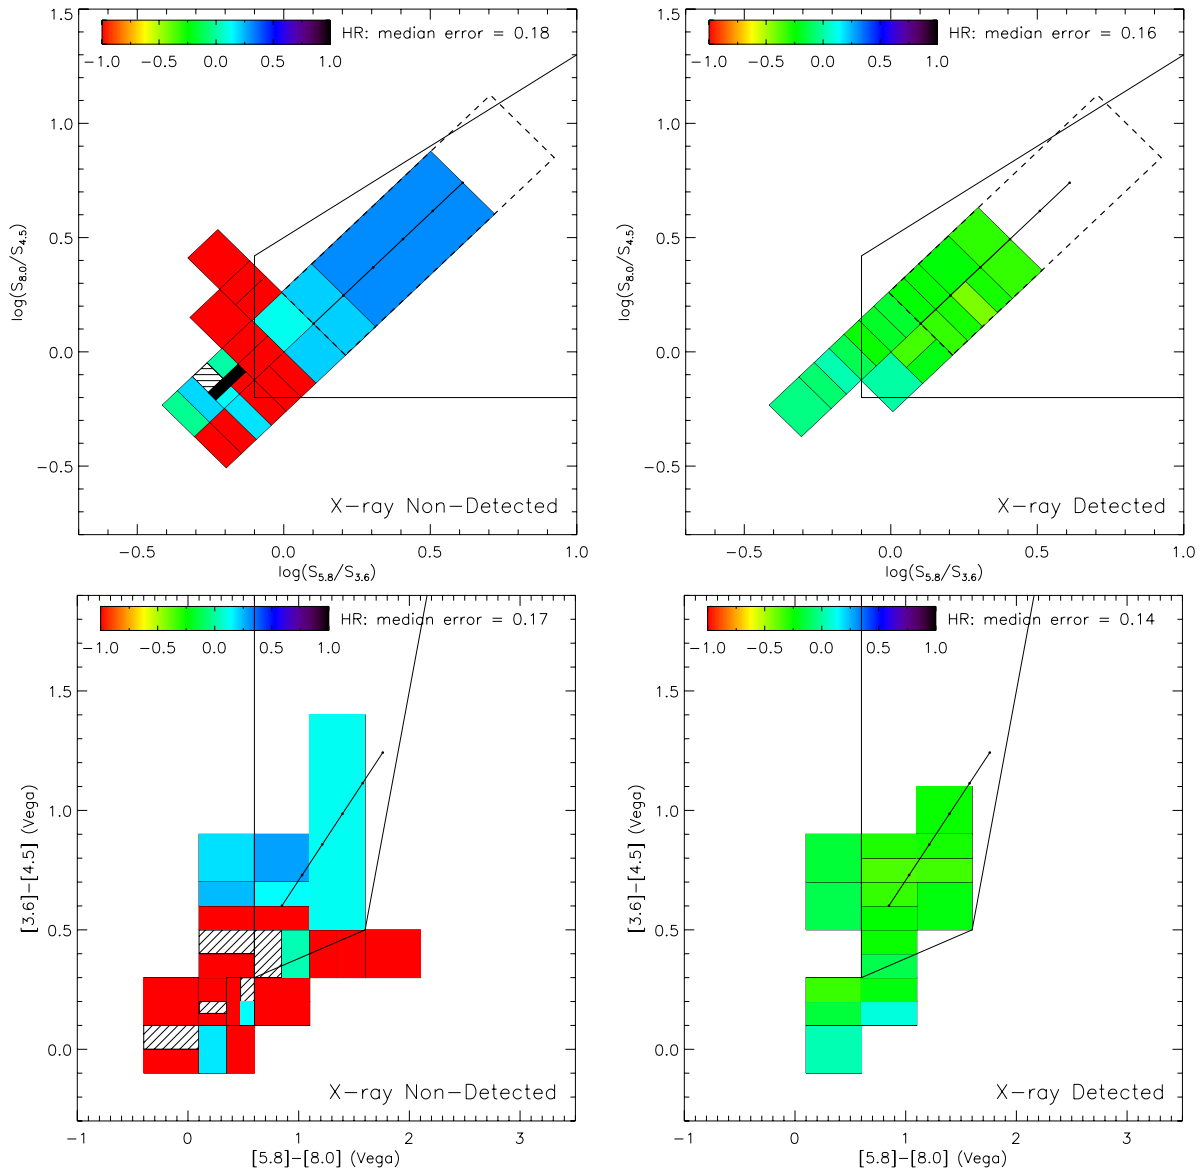 HR: median error = 0.18
−1.0 −0.5 0.0 0.5 1.0
1.5
1.0
0.5
0.0
−0.5
log(S8.0/S4.5)
X−ray Non−Detected
−0.5 0.0 0.5 1.0
log(S5.8/S3.6)
HR: median error = 0.16
−1.0 −0.5 0.0 0.5 1.0
1.5
1.0
0.5
0.0
−0.5
log(S8.0/S4.5)
X−ray Detected
−0.5 0.0 0.5 1.0
log(S5.8/S3.6)
HR: median error = 0.17
−1.0 −0.5 0.0 0.5 1.0
1.5
1.0
0.5
0.0
[3.6]−[4.5] (Vega)
X−ray Non−Detected
−1 0 1 2 3
[5.8]−[8.0] (Vega)
HR: median error = 0.14
−1.0 −0.5 0.0 0.5 1.0
1.5
1.0
0.5
0.0
[3.6]−[4.5] (Vega)
X−ray Detected
−1 0 1 2 3
[5.8]−[8.0] (Vega)